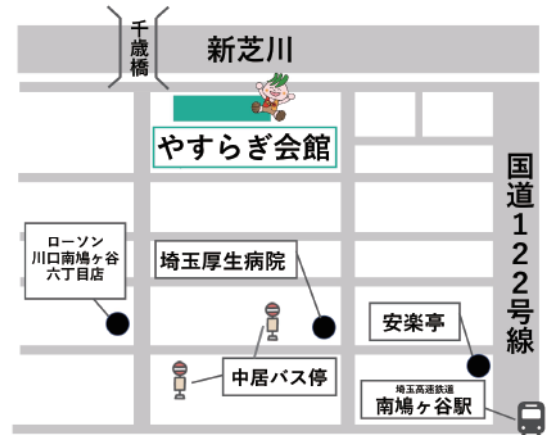 千歳橋
新芝川
やすらぎ会館
国道122号線
ローソン
川口南鳩ヶ谷
六丁目店
埼玉厚生病院
安楽亭
中居バス停
埼玉高速鉄道
南鳩ヶ谷駅